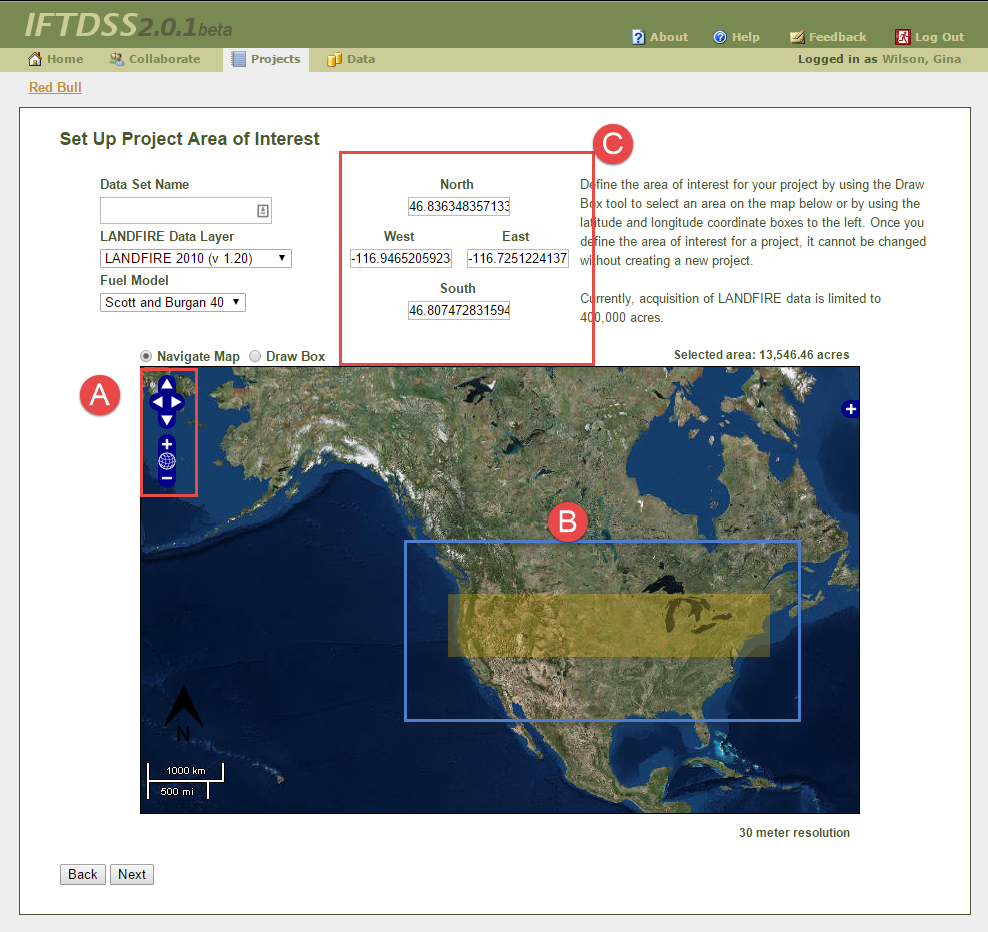 IFTDSS2.0.1beta
About Help Feedback Log Out
Home Collaborate Projects Data Logged in as Wilson, Gina
Red Bull
Set Up Project Area of Interest
C
Data Set Name
North
Define the area of interest for your project by using the Draw
46.836348357133
Box tool to select an area on the map below or by using the
latitude and longitude coordinate boxes to the left. Once you
LANDFIRE Data Layer
West East
define the area of interest for a project, it cannot be changed
LANDFIRE 2010 (v 1.20)
-116.9465205923 -116.7251224137
without creating a new project.
Fuel Model
South
Scott and Burgan 40
46.807472831594
Currently, acquisition of LANDFIRE data is limited to
400,000 acres.
Navigate Map Draw Box
Selected area: 13,546.46 acres
A
B
N
1000 km
500 mi
30 meter resolution
Back Next